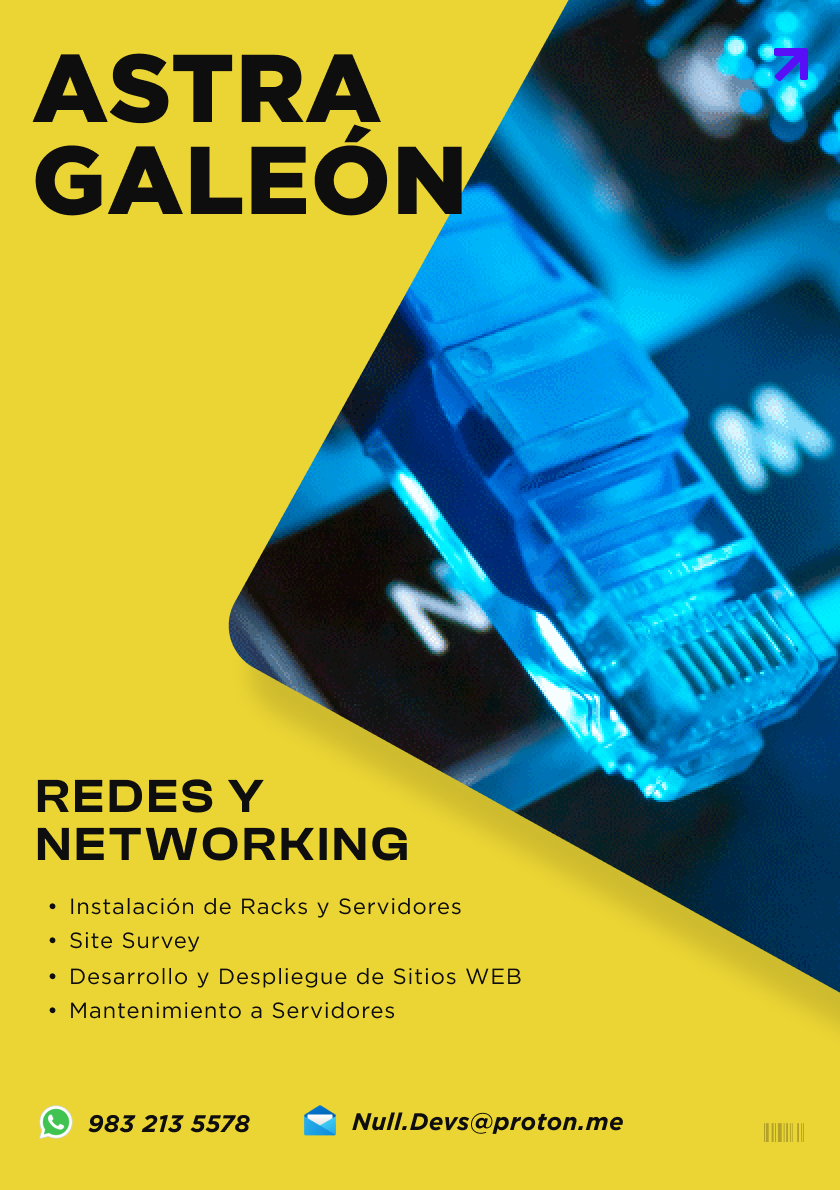 ASTRA
GALEÓN
M
N
REDES Y
NETWORKING
• Instalación de Racks y Servidores
• Site Survey
• Desarrollo y Despliegue de Sitios WEB
• Mantenimiento a Servidores
983 213 5578
Null.Devs@proton.me